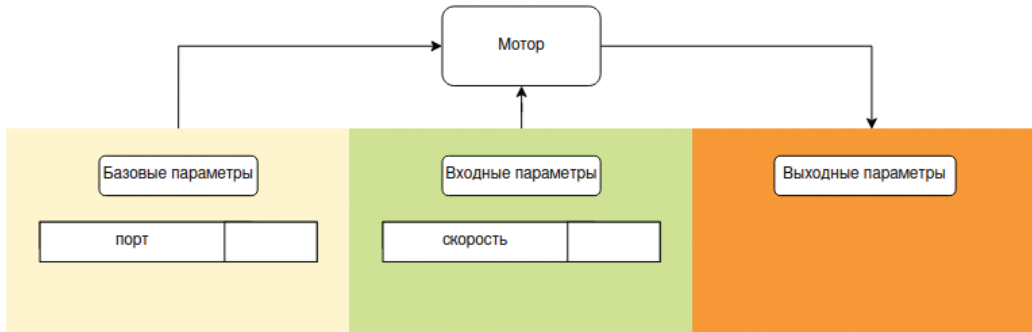 Мотор
Базовые параметры
Входные параметры
Выходные параметры
порт
скорость